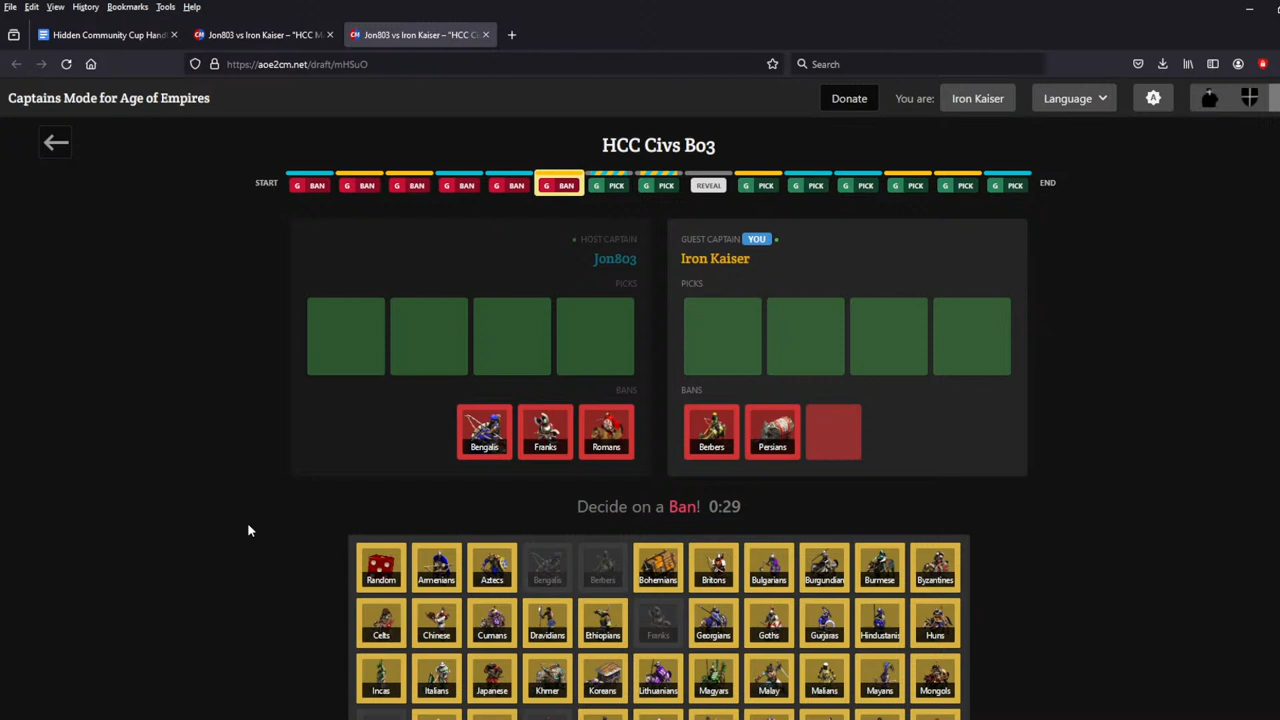 File Edit View History Bookmarks Tools Help
Hidden Community Cup Hand
Jon803 vs Iron Kaiser – "HCC M
Jon803 vs Iron Kaiser – "HCC C
https://aoe2cm.net/draft/mHSuO
Search
Captains Mode for Age of Empires
Donate You are: Iron Kaiser Language
HCC Civs Bo3
START G BAN G BAN G BAN G BAN G BAN G BAN G PICK G PICK REVEAL G PICK G PICK G PICK G PICK G PICK G PICK END
HOST CAPTAIN
Jon803
PICKS
BANS
Bengalis Franks Romans
GUEST CAPTAIN YOU
Iron Kaiser
PICKS
BANS
Berbers Persians
Decide on a Ban! 0:29
Random Armenians Aztecs Bengalis Berbers Bohemians Britons Bulgarians Burgundian Burmese Byzantines
Celts Chinese Cumans Dravidians Ethiopians Franks Georgians Goths Gurjaras Hindustanis Huns
Incas Italians Japanese Khmer Koreans Lithuanians Magyars Malay Malians Mayans Mongols